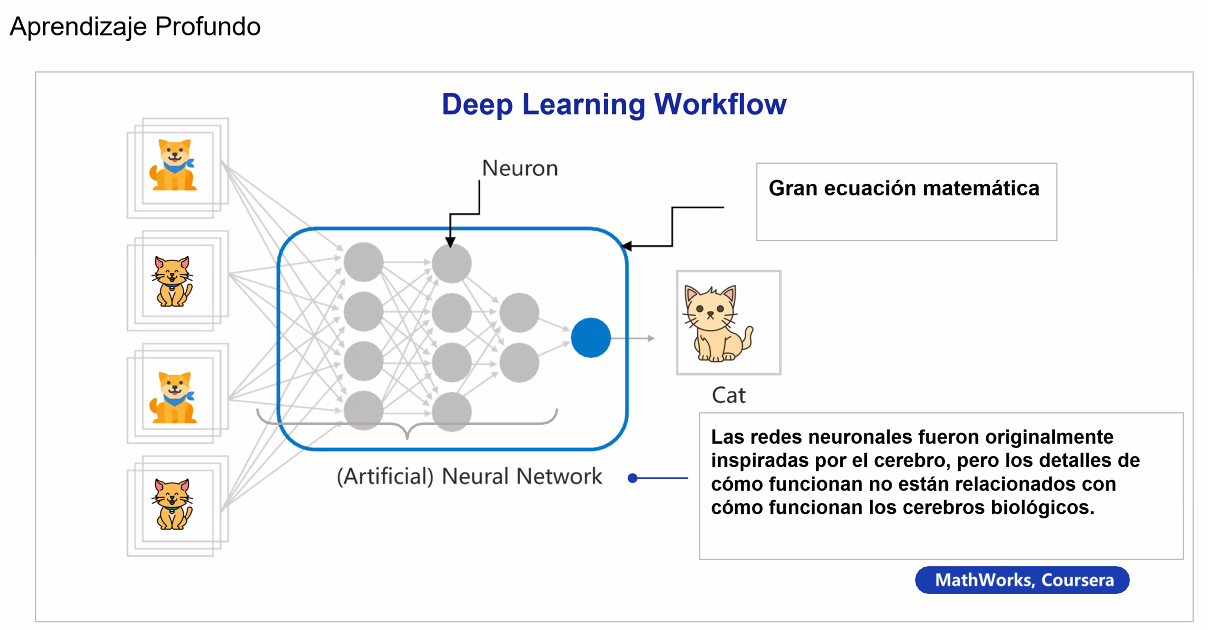 Aprendizaje Profundo
Deep Learning Workflow
Neuron
Gran ecuación matemática
Cat
(Artificial) Neural Network
Las redes neuronales fueron originalmente
inspiradas por el cerebro, pero los detalles de
cómo funcionan no están relacionados con
cómo funcionan los cerebros biológicos.
MathWorks, Coursera